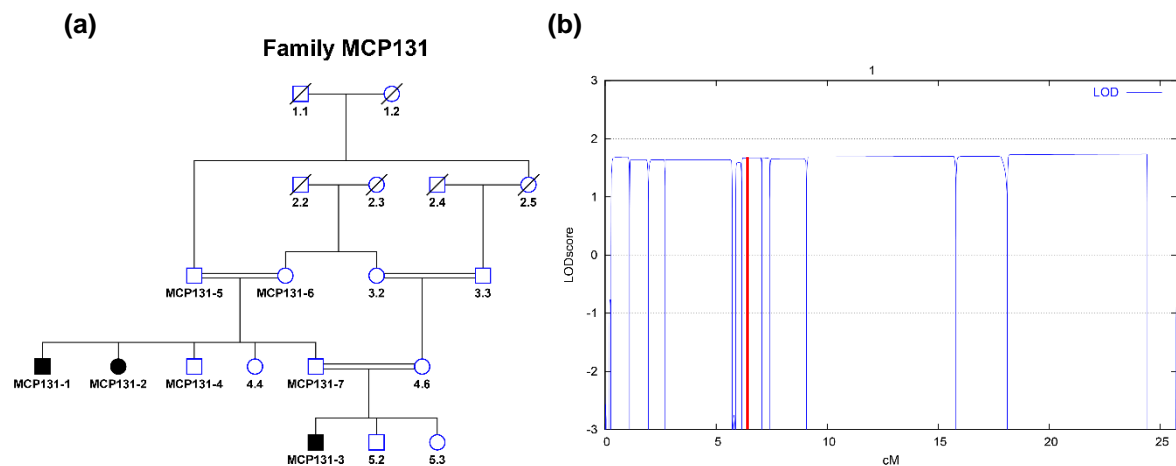 (a)
Family MCP131
1.1 1.2
2.2 2.3 2.4 2.5
MCP131-5 MCP131-6 3.2 3.3
MCP131-1 MCP131-2 MCP131-4 4.4 MCP131-7 4.6
MCP131-3 5.2 5.3
(b)
1
LOD
3
2
1
0
-1
-2
-3
LODscore
0 5 10 15 20 25
cM